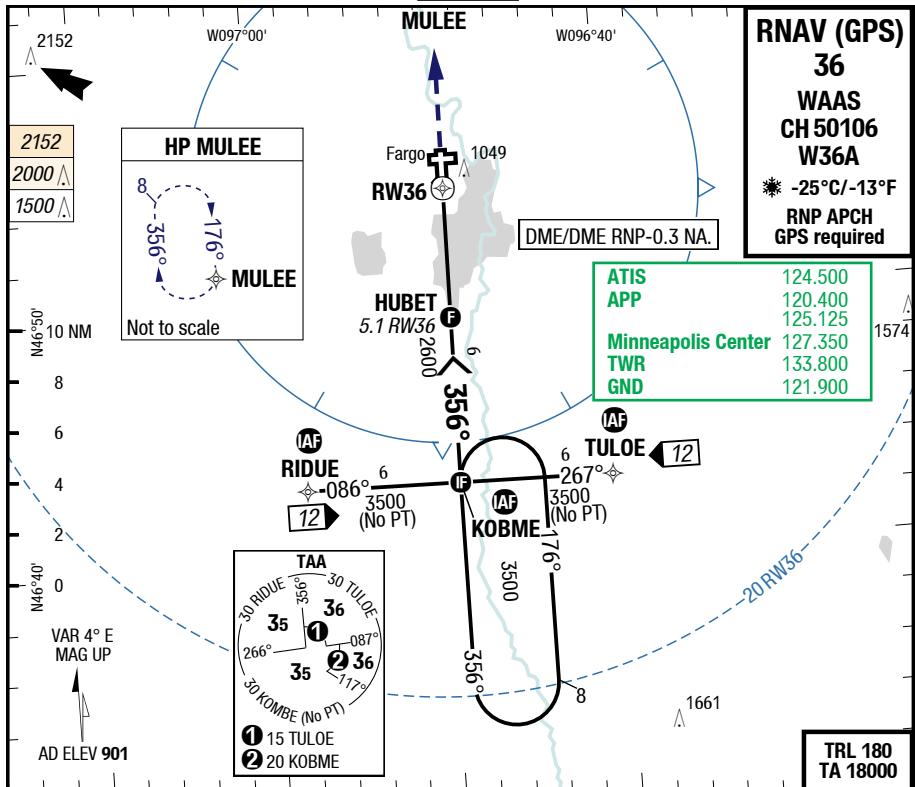 MULEE
2152
W097°00'
W096°40'
RNAV (GPS)
36
WAAS
CH 50106
W36A
-25°C/-13°F
RNP APCH
GPS required
2152
2000
1500
HP MULEE
8
356°
176°
MULEE
Not to scale
Fargo
1049
RW36
DME/DME RNP-0.3 NA.
ATIS 124.500
APP 120.400
125.125
Minneapolis Center 127.350
TWR 133.800
GND 121.900
1574
HUBET
5.1 RW36
F
2600
6
356°
N46°50'
10 NM
8
6
4
2
0
N46°40'
IAF
RIDUE
086°
6
3500
(No PT)
12
IF
IAF
KOBME
IAF
TULOE
12
6
267°
3500
(No PT)
176°
3500
356°
8
20 RW36
TAA
30 RIDUE
356°
30 TULOE
35
36
1
087°
266°
35
2
36
117°
30 KOMBE (No PT)
1 15 TULOE
2 20 KOBME
VAR 4° E
MAG UP
AD ELEV 901
1661
TRL 180
TA 18000